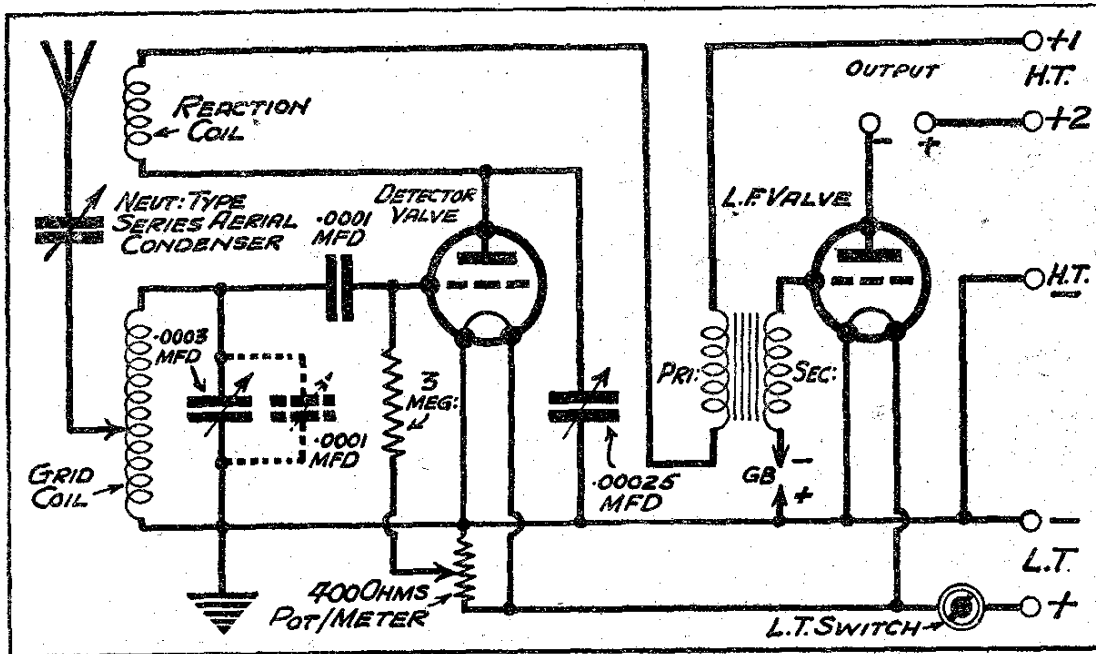 +1
H.T.
OUTPUT
+2
-
+
REACTION
COIL
NEUT: TYPE
SERIES AERIAL
CONDENSER
.0001
MFD
DETECTOR
VALVE
L.F. VALVE
H.T.
-
.0003
MFD
3
MEG:
PRI:
SEC:
.0001
MFD
GRID
COIL
.00025
MFD
GB
-
+
-
L.T.
+
400 OHMS
POT/METER
L.T. SWITCH